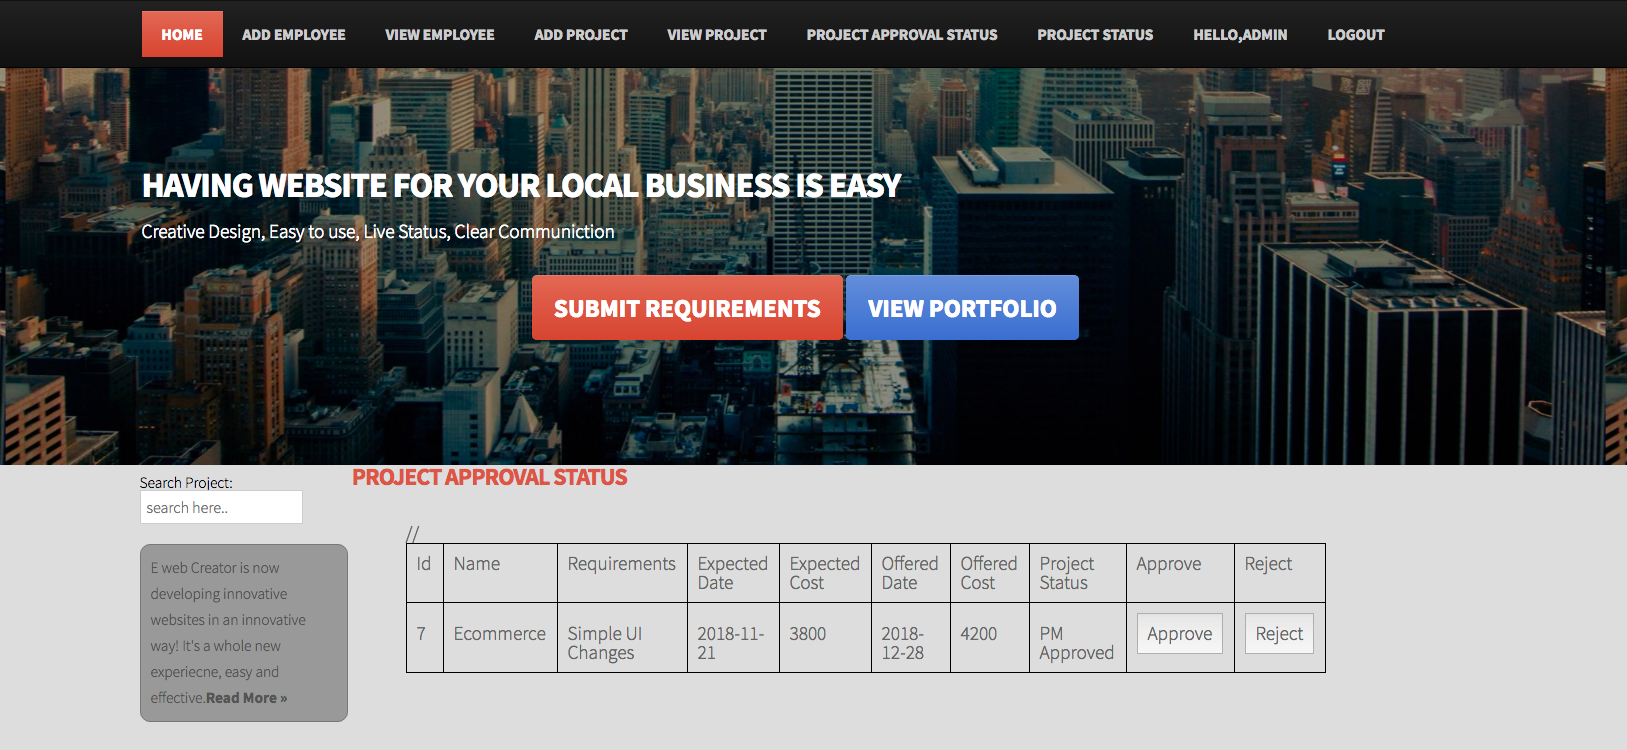 HOME ADD EMPLOYEE VIEW EMPLOYEE ADD PROJECT VIEW PROJECT PROJECT APPROVAL STATUS PROJECT STATUS HELLO,ADMIN LOGOUT
HAVING WEBSITE FOR YOUR LOCAL BUSINESS IS EASY
Creative Design, Easy to use, Live Status, Clear Communiction
SUBMIT REQUIREMENTS VIEW PORTFOLIO
Search Project:
search here..
E web Creator is now
developing innovative
websites in an innovative
way! It's a whole new
experiecne, easy and
effective.Read More »
PROJECT APPROVAL STATUS
//
Id Name Requirements Expected Date Expected Cost Offered Date Offered Cost Project Status Approve Reject
7 Ecommerce Simple UI Changes 2018-11-21 3800 2018-12-28 4200 PM Approved Approve Reject